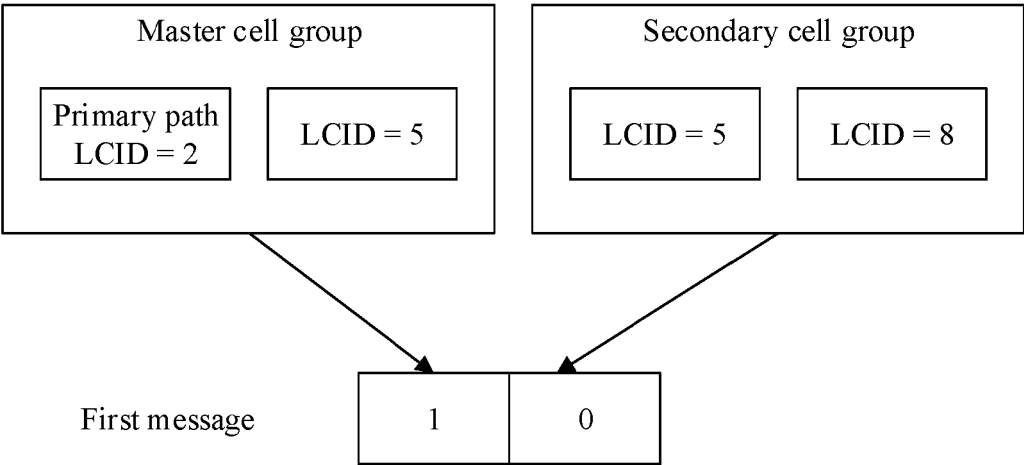 Master cell group
Primary path
LCID = 2
LCID = 5
Secondary cell group
LCID = 5
LCID = 8
First message
1
0